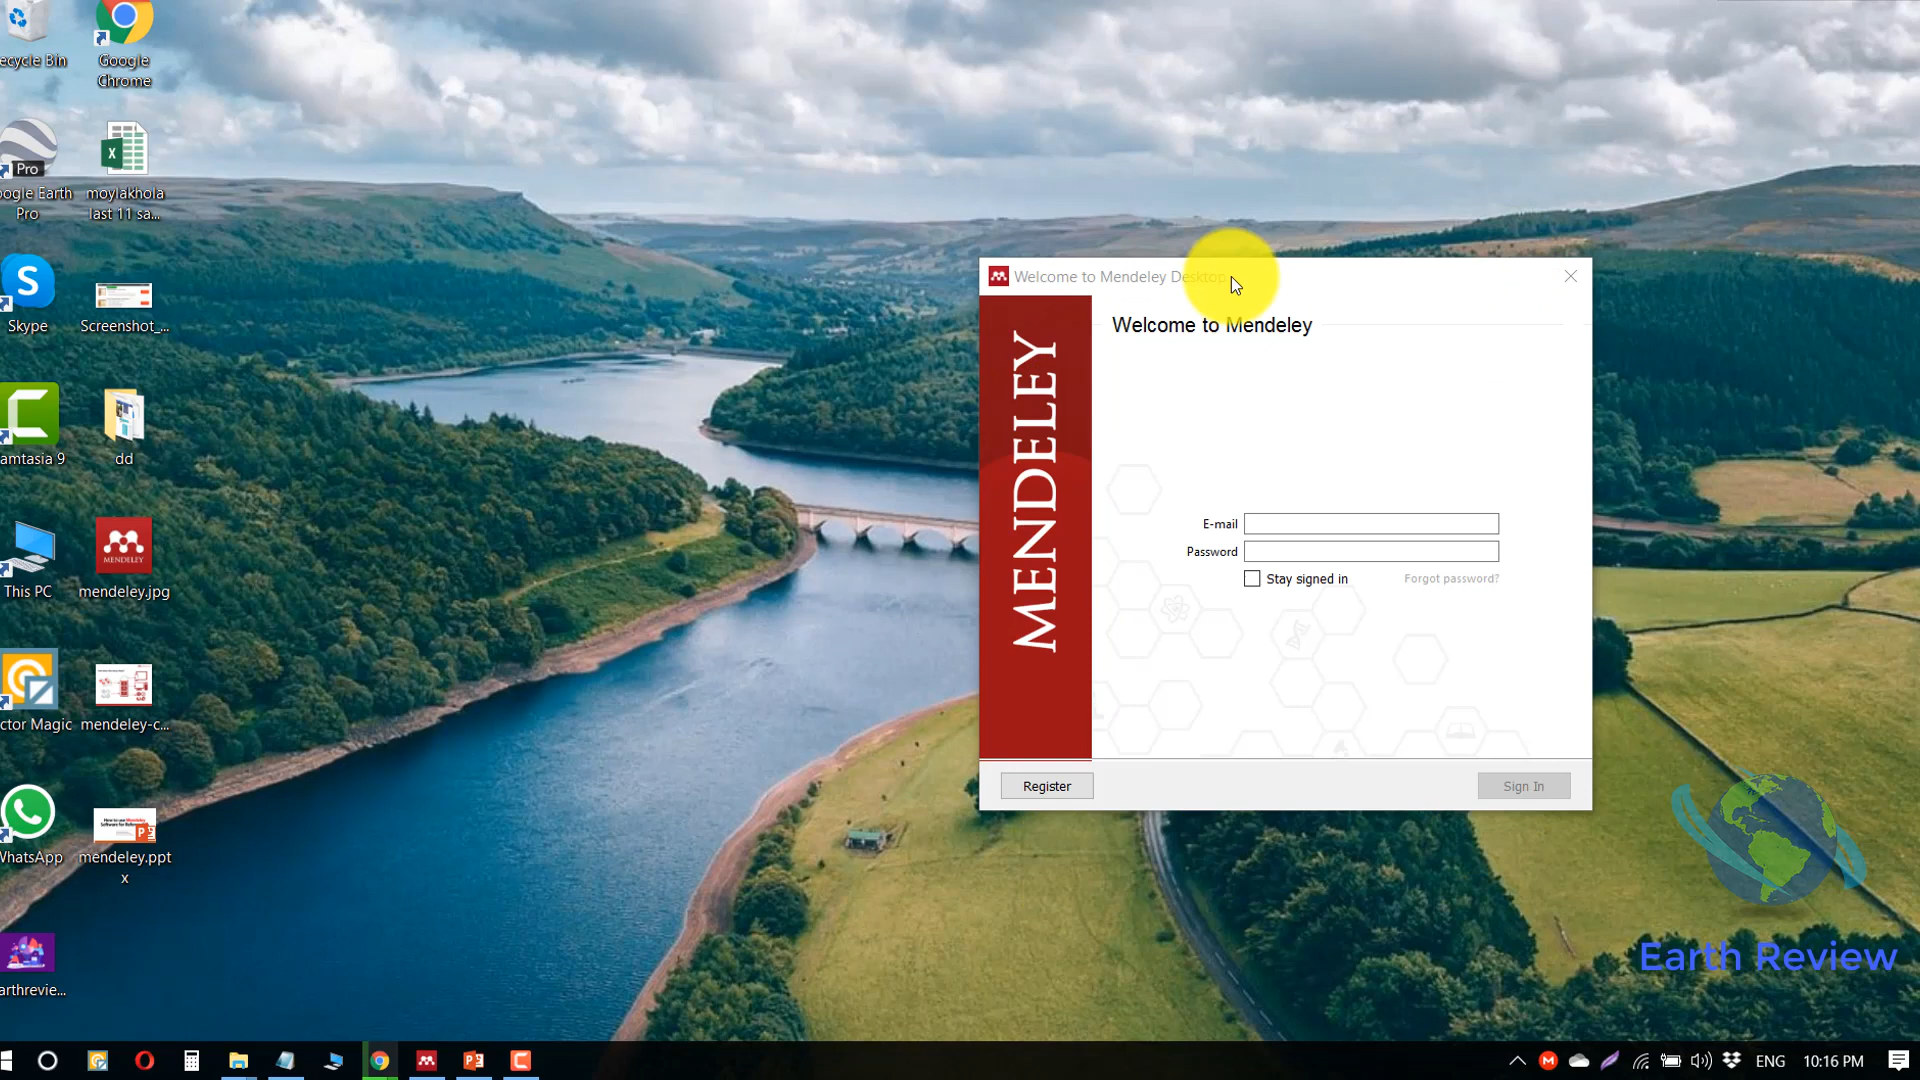 ecycle Bin
Google
Chrome
Pro
oogle Earth
Pro
X
moylakhola
last 11 sa...
S
Skype
Screenshot_...
amtasia 9
dd
This PC
MENDELEY
mendeley.jpg
ctor Magic
mendeley-c...
WhatsApp
mendeley.ppt
x
arthrevie...
Welcome to Mendeley Desktop
Welcome to Mendeley
MENDELEY
E-mail
Password
Stay signed in
Forgot password?
Register
Sign In
Earth Review
ENG
10:16 PM